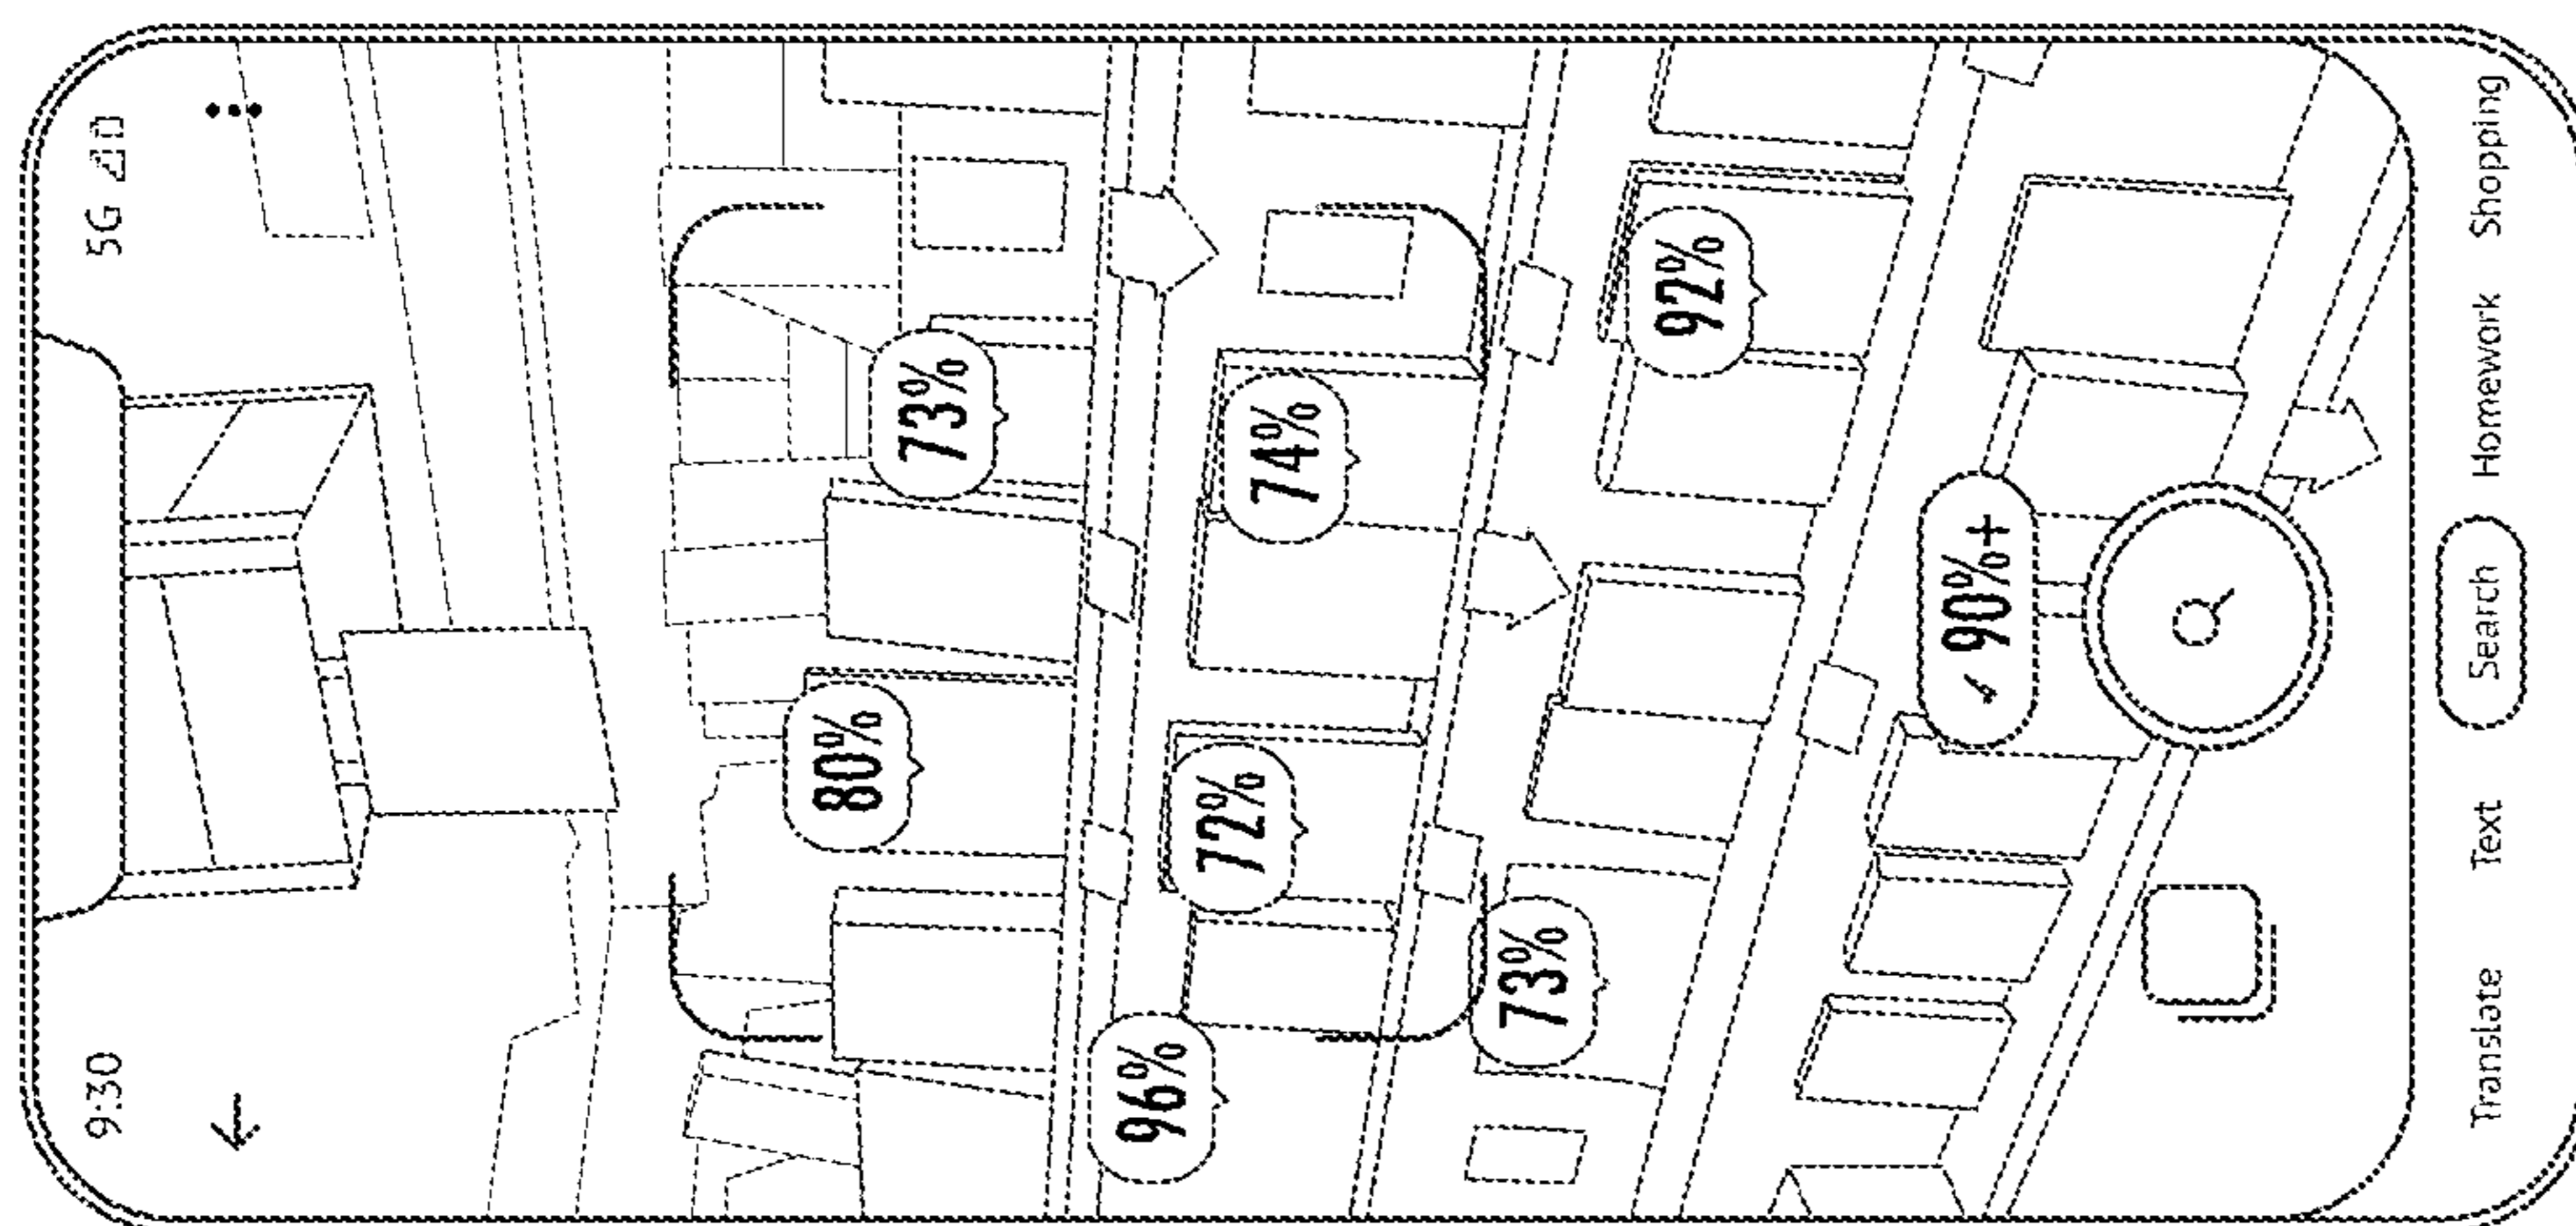 9:30 5G
80% 73%
96% 72% 74%
73% 92%
✓ 90%+
Translate Text Search Homework Shopping